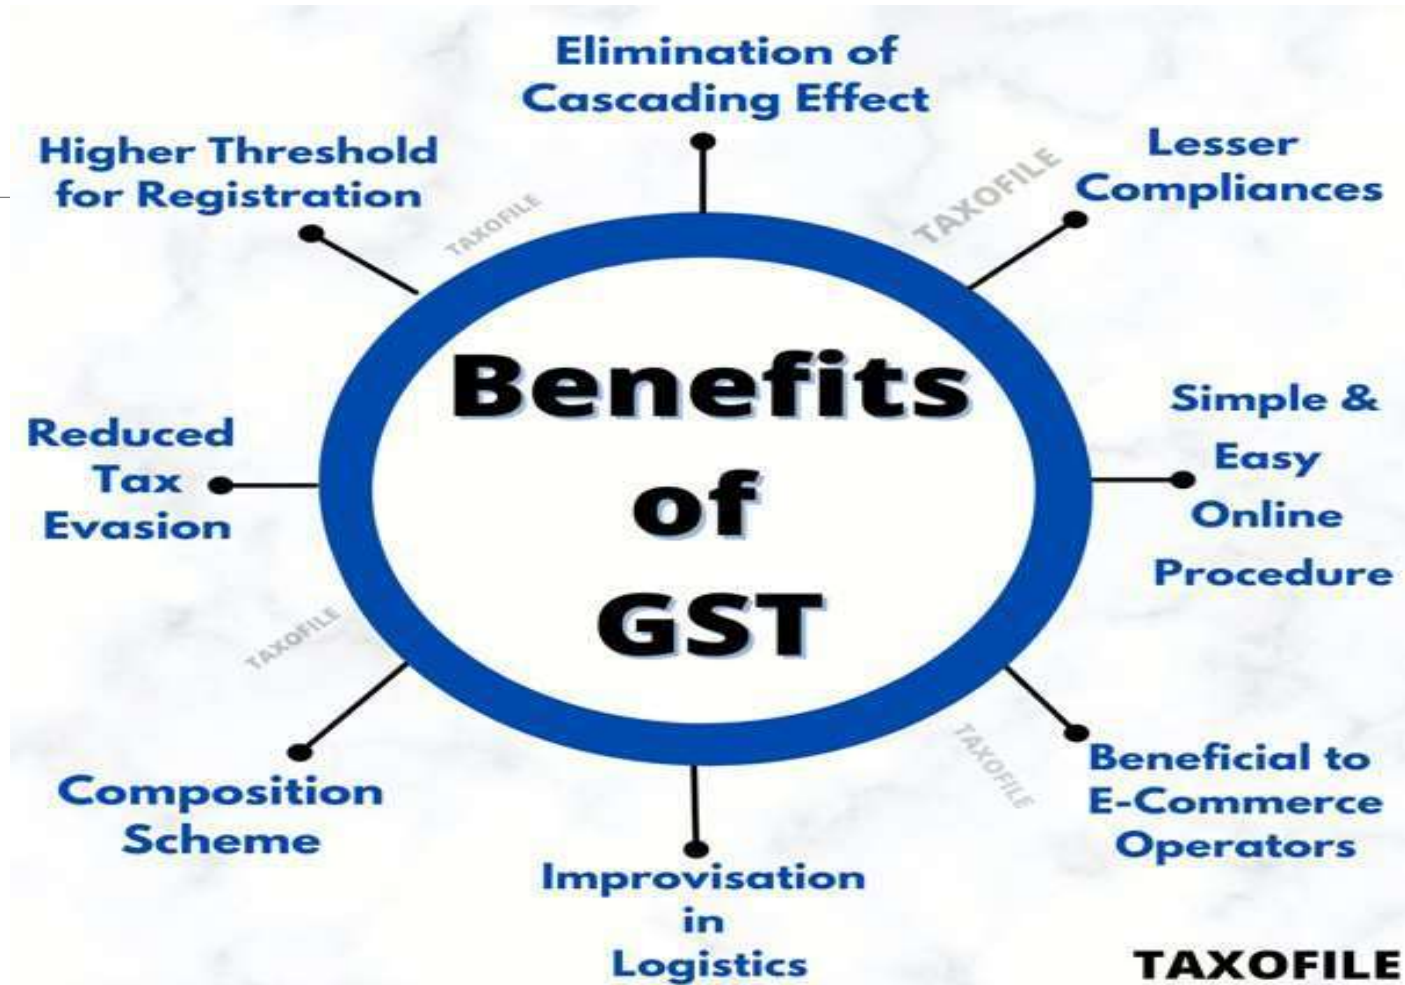 Elimination of
Cascading Effect
Higher Threshold
for Registration
Lesser
Compliances
TAXOFILE
TAXOFILE
Benefits
of
GST
Reduced
Tax
Evasion
Simple &
Easy
Online
Procedure
TAXOFILE
TAXOFILE
Composition
Scheme
Beneficial to
E-Commerce
Operators
Improvisation
in
Logistics
TAXOFILE